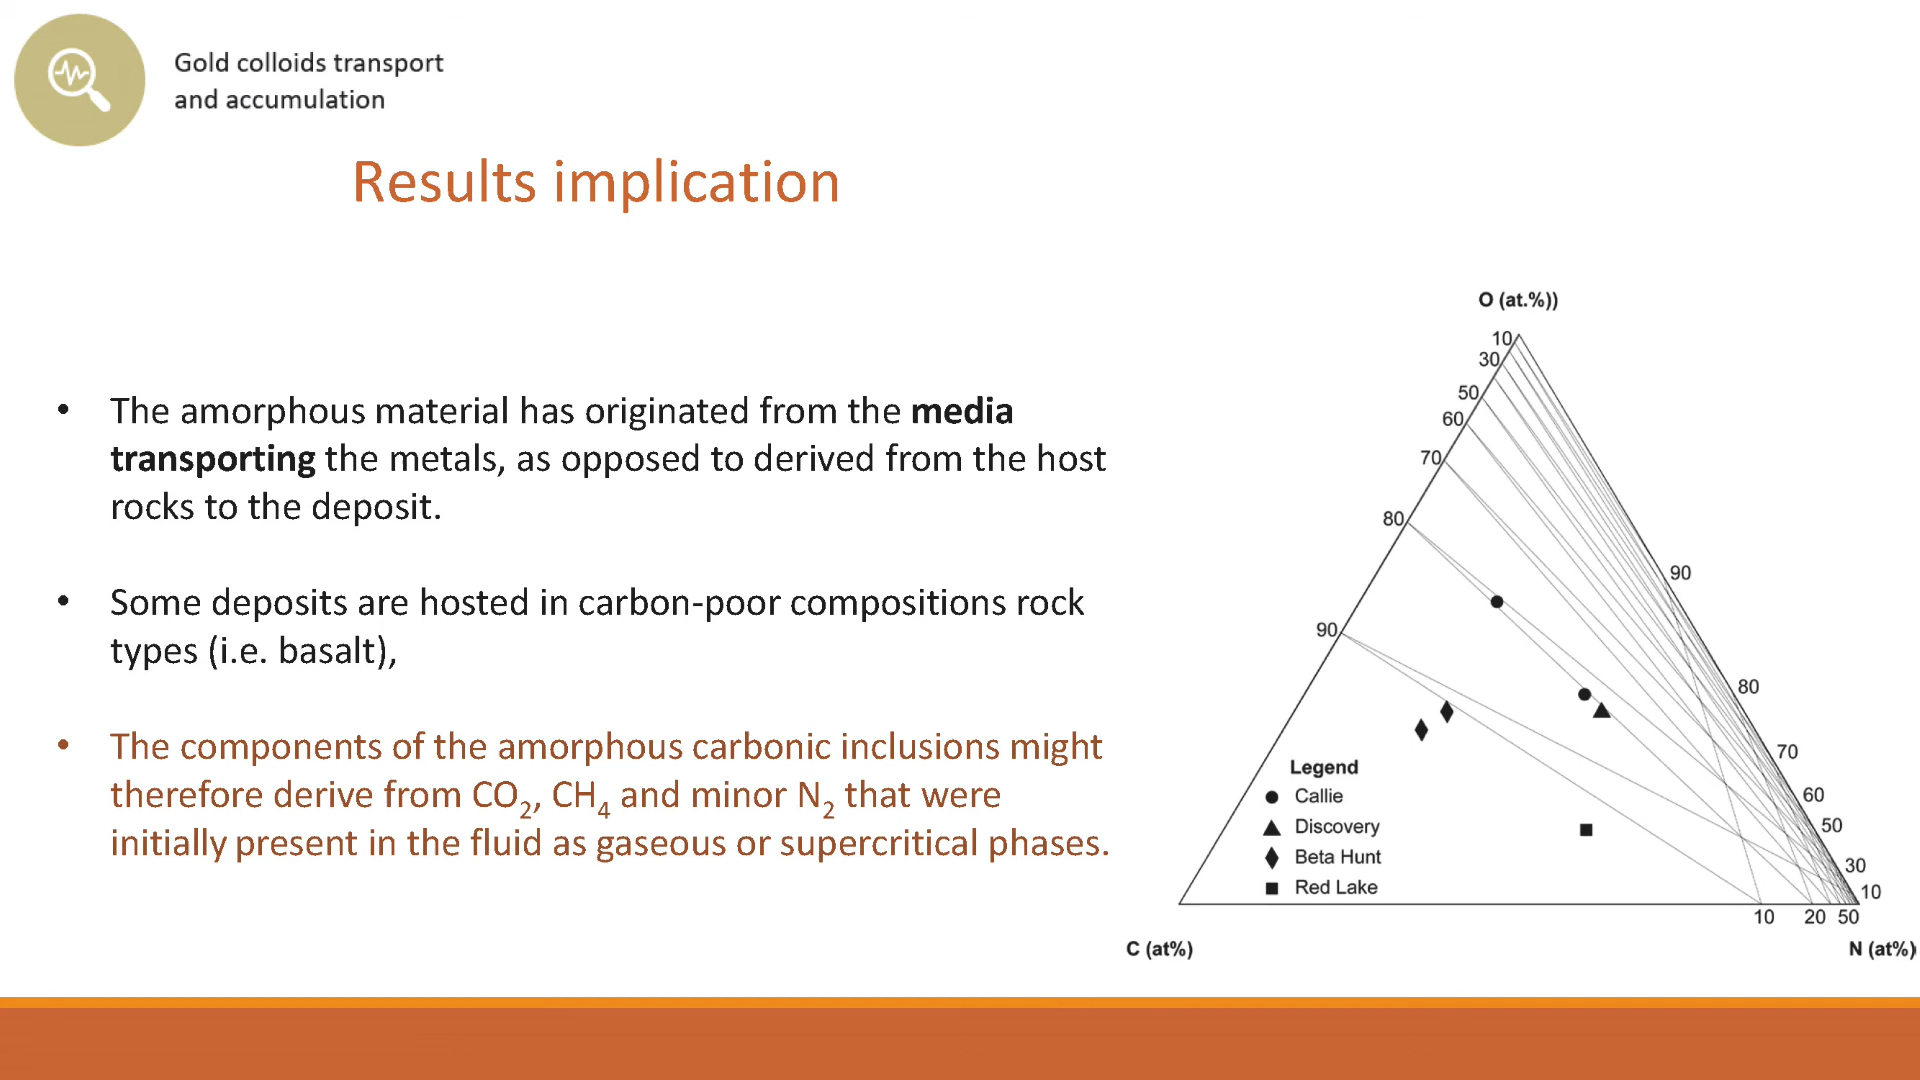 Gold colloids transport
and accumulation
Results implication
• The amorphous material has originated from the media
transporting the metals, as opposed to derived from the host
rocks to the deposit.
• Some deposits are hosted in carbon-poor compositions rock
types (i.e. basalt),
• The components of the amorphous carbonic inclusions might
therefore derive from CO2, CH4 and minor N2 that were
initially present in the fluid as gaseous or supercritical phases.
O (at.%))
10
30
50
60
70
80
90
90
80
70
60
50
30
10
10 20 50
C (at%)
N (at%)
Legend
Callie
Discovery
Beta Hunt
Red Lake